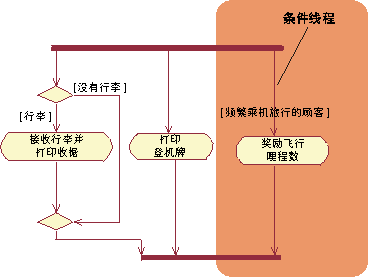 条件线程
[没有行李]
[行李]
[频繁乘机旅行的顾客]
接收行李并
打印收据
打印
登机牌
奖励飞行
哩程数